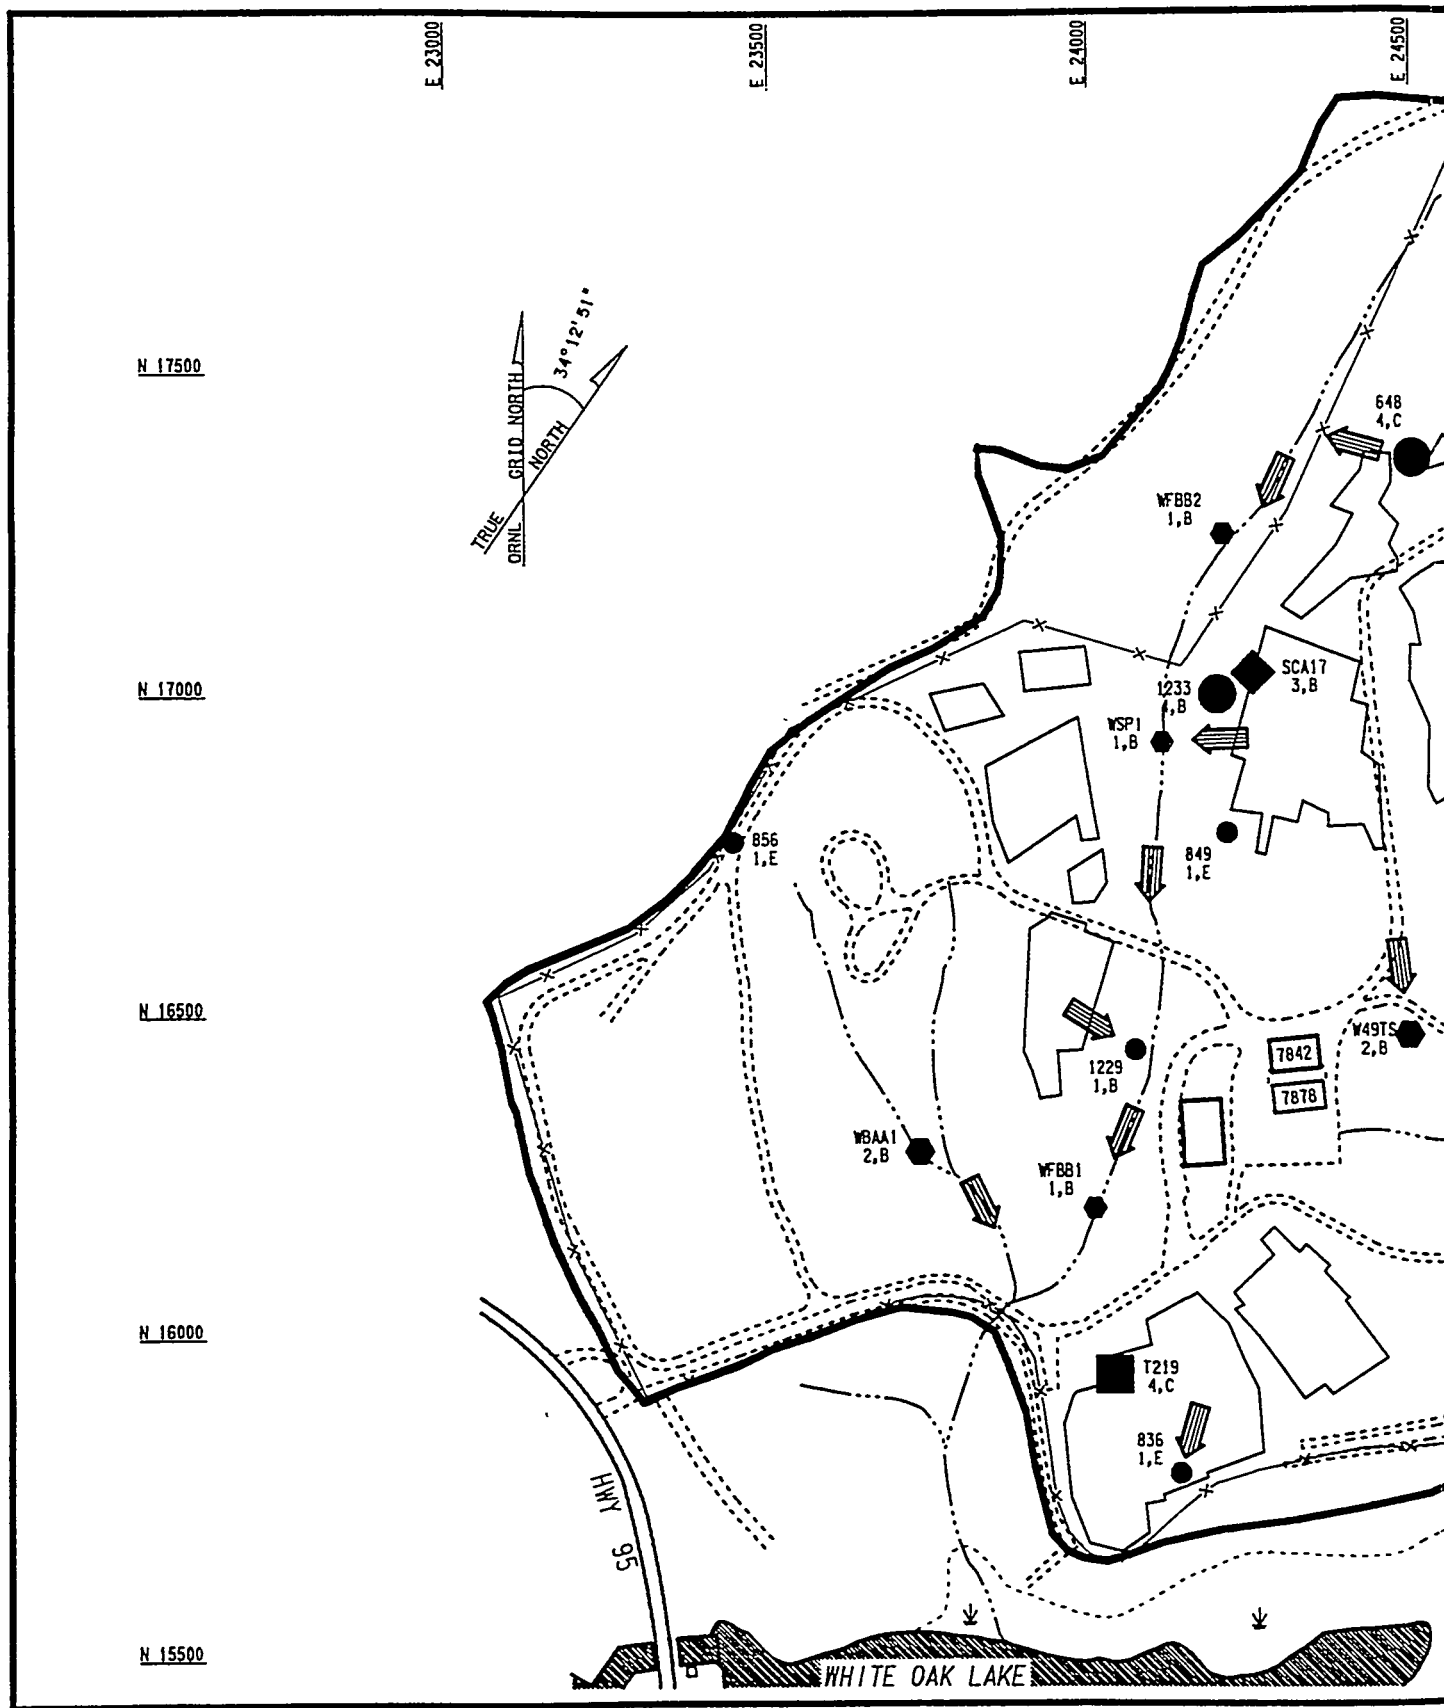 E 23000
E 23500
E 24000
E 24500
34°12'51"
N 17500
ORNL GRID NORTH
TRUE NORTH
648
4,C
WFBB2
1,B
N 17000
SCA17
3,B
1233
4,B
WSP1
1,B
856
1,E
849
1,E
N 16500
W49TS
2,B
7842
1229
1,B
7878
WBAA1
2,B
WFBB1
1,B
N 16000
T219
4,C
836
1,E
HWY 95
N 15500
WHITE OAK LAKE